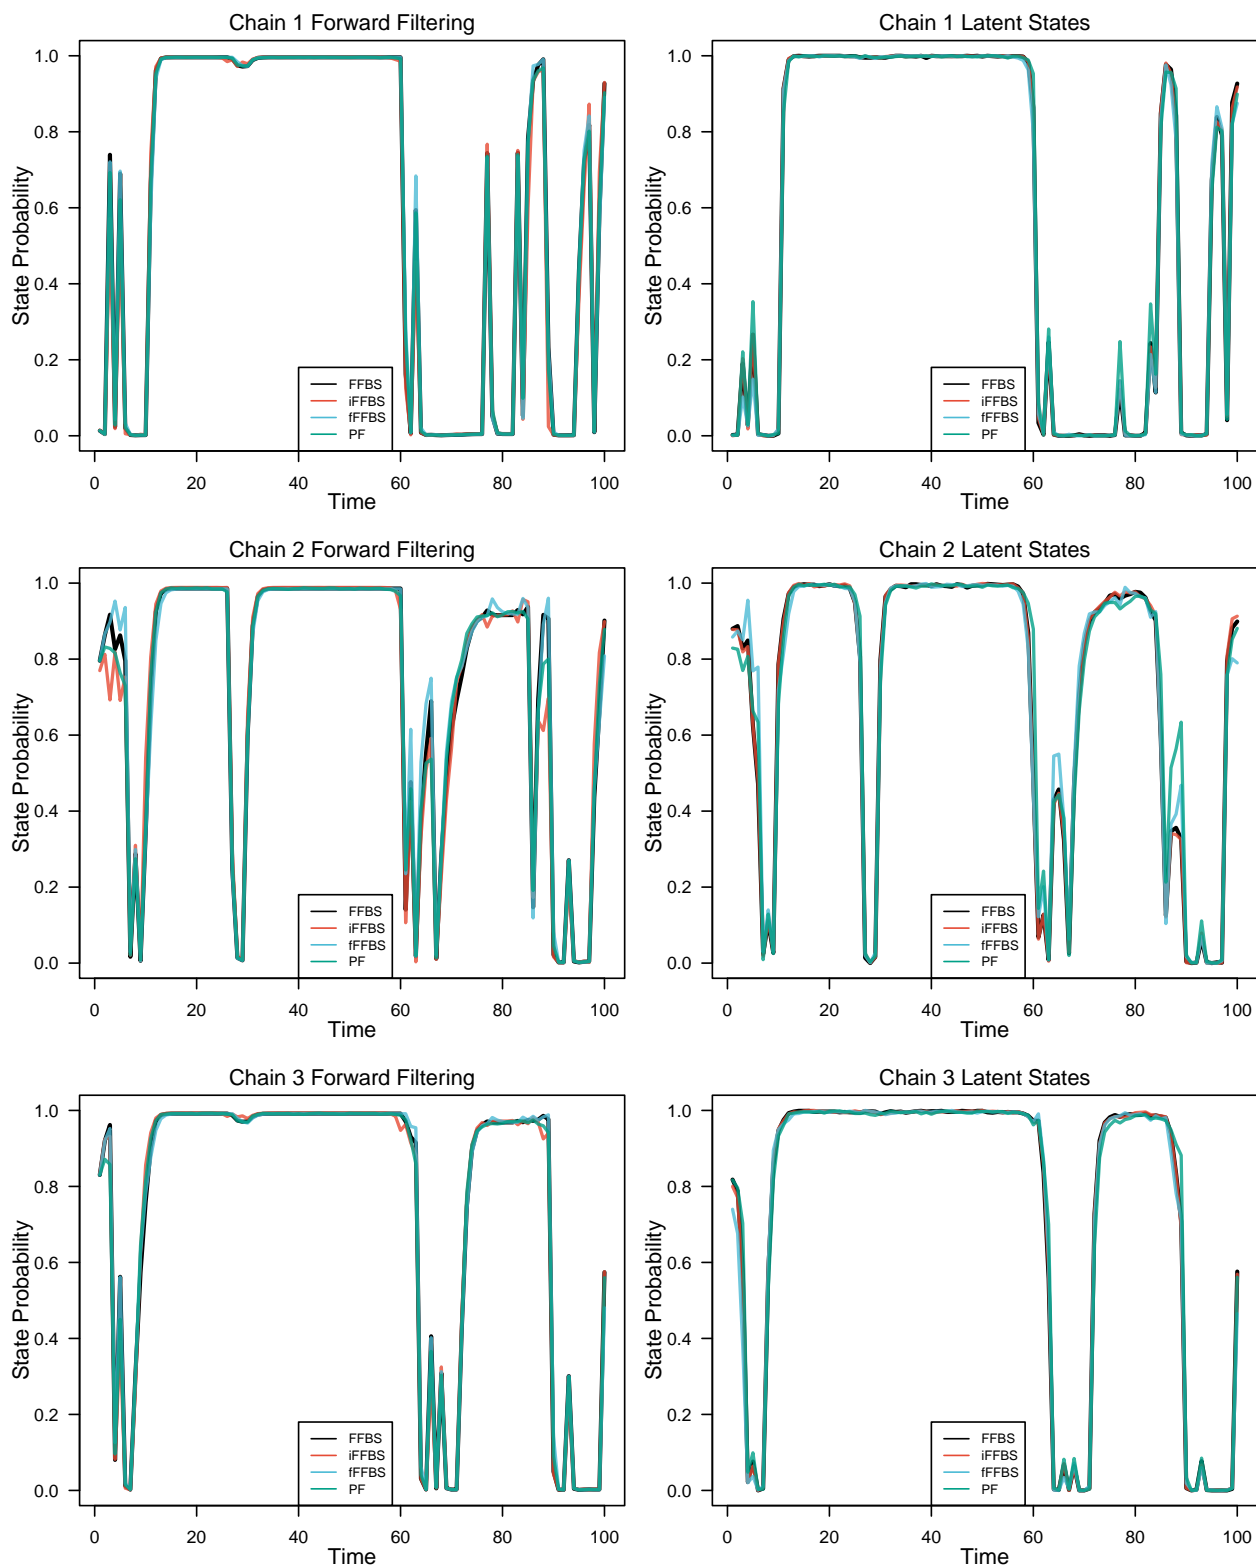 Chain 1 Forward Filtering
State Probability
1.0
0.8
0.6
0.4
0.2
0.0
FFBS
iFFBS
fFFBS
PF
0 20 40 60 80 100
Time
Chain 1 Latent States
State Probability
1.0
0.8
0.6
0.4
0.2
0.0
FFBS
iFFBS
fFFBS
PF
0 20 40 60 80 100
Time
Chain 2 Forward Filtering
State Probability
1.0
0.8
0.6
0.4
0.2
0.0
FFBS
iFFBS
fFFBS
PF
0 20 40 60 80 100
Time
Chain 2 Latent States
State Probability
1.0
0.8
0.6
0.4
0.2
0.0
FFBS
iFFBS
fFFBS
PF
0 20 40 60 80 100
Time
Chain 3 Forward Filtering
State Probability
1.0
0.8
0.6
0.4
0.2
0.0
FFBS
iFFBS
fFFBS
PF
0 20 40 60 80 100
Time
Chain 3 Latent States
State Probability
1.0
0.8
0.6
0.4
0.2
0.0
FFBS
iFFBS
fFFBS
PF
0 20 40 60 80 100
Time